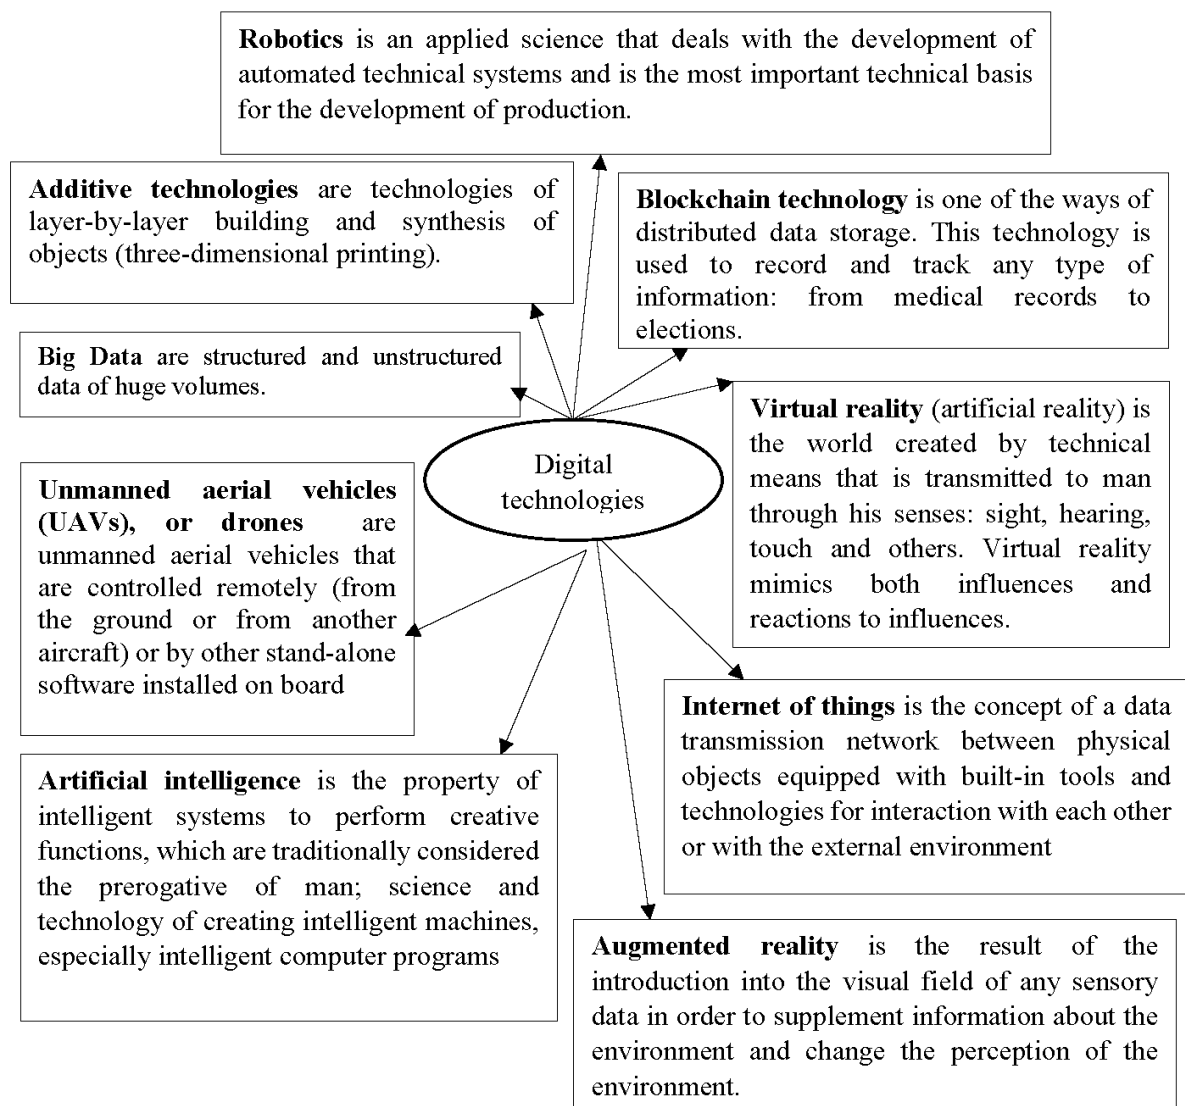 Robotics is an applied science that deals with the development of
automated technical systems and is the most important technical basis
for the development of production.
Additive technologies are technologies of
layer-by-layer building and synthesis of
objects (three-dimensional printing).
Blockchain technology is one of the ways of
distributed data storage. This technology is
used to record and track any type of
information: from medical records to
elections.
Big Data are structured and unstructured
data of huge volumes.
Virtual reality (artificial reality) is
the world created by technical
means that is transmitted to man
through his senses: sight, hearing,
touch and others. Virtual reality
mimics both influences and
reactions to influences.
Digital
technologies
Unmanned aerial vehicles
(UAVs), or drones are
unmanned aerial vehicles that
are controlled remotely (from
the ground or from another
aircraft) or by other stand-alone
software installed on board
Internet of things is the concept of a data
transmission network between physical
objects equipped with built-in tools and
technologies for interaction with each other
or with the external environment
Artificial intelligence is the property of
intelligent systems to perform creative
functions, which are traditionally considered
the prerogative of man; science and
technology of creating intelligent machines,
especially intelligent computer programs
Augmented reality is the result of the
introduction into the visual field of any sensory
data in order to supplement information about the
environment and change the perception of the
environment.